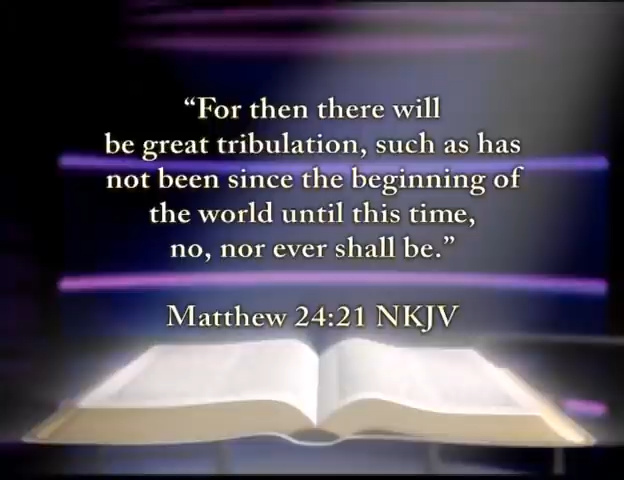 “For then there will
be great tribulation, such as has
not been since the beginning of
the world until this time,
no, nor ever shall be.”
Matthew 24:21 NKJV